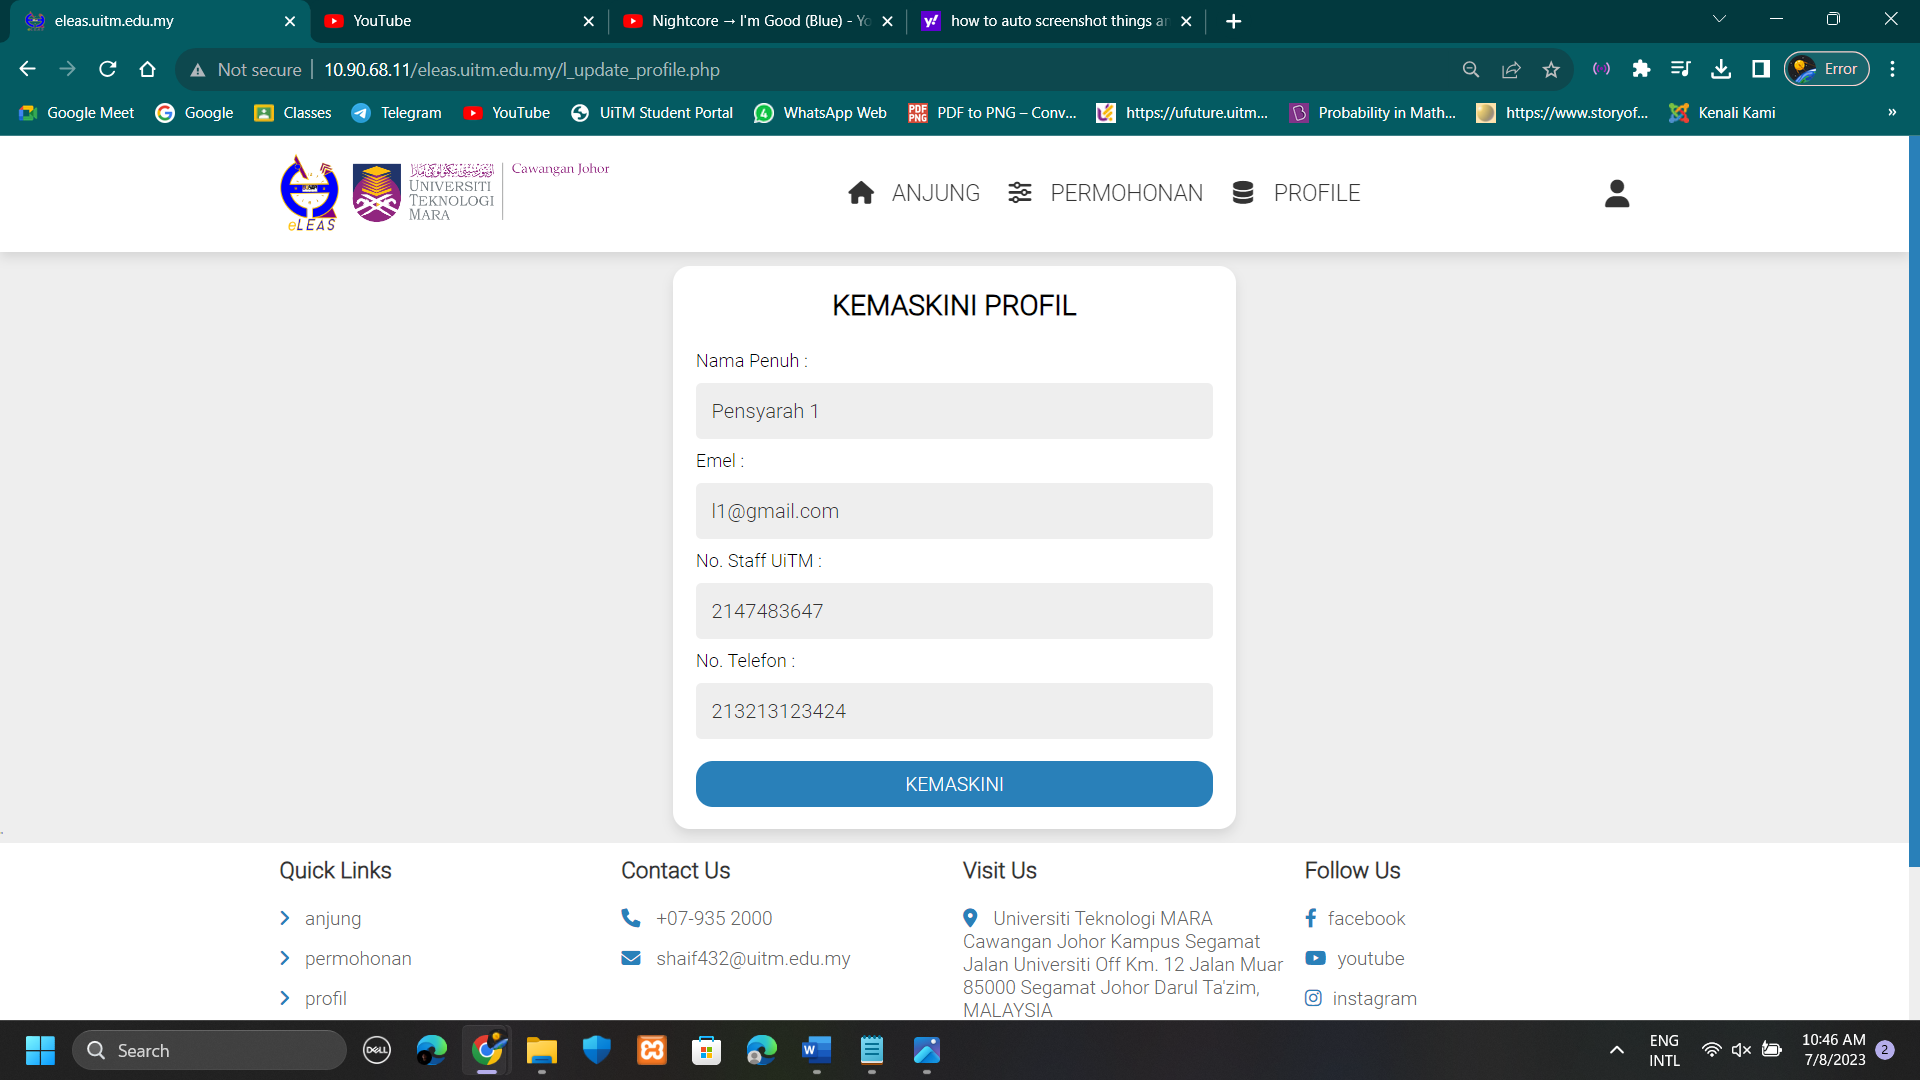 eleas.uitm.edu.my
YouTube
Nightcore → I'm Good (Blue) - Yo
how to auto screenshot things an
Not secure
10.90.68.11/eleas.uitm.edu.my/l_update_profile.php
Error
Google Meet
Google
Classes
Telegram
YouTube
UiTM Student Portal
WhatsApp Web
PDF to PNG – Conv...
https://ufuture.uitm...
Probability in Math...
https://www.storyof...
Kenali Kami
»
eLEAS
UNIVERSITI
TEKNOLOGI
MARA
Cawangan Johor
ANJUNG
PERMOHONAN
PROFILE
KEMASKINI PROFIL
Nama Penuh :
Pensyarah 1
Emel :
l1@gmail.com
No. Staff UiTM :
2147483647
No. Telefon :
213213123424
KEMASKINI
Quick Links
anjung
permohonan
profil
Contact Us
+07-935 2000
shaif432@uitm.edu.my
Visit Us
Universiti Teknologi MARA
Cawangan Johor Kampus Segamat
Jalan Universiti Off Km. 12 Jalan Muar
85000 Segamat Johor Darul Ta'zim,
MALAYSIA
Follow Us
facebook
youtube
instagram
Search
DELL
ENG
INTL
10:46 AM
7/8/2023
2